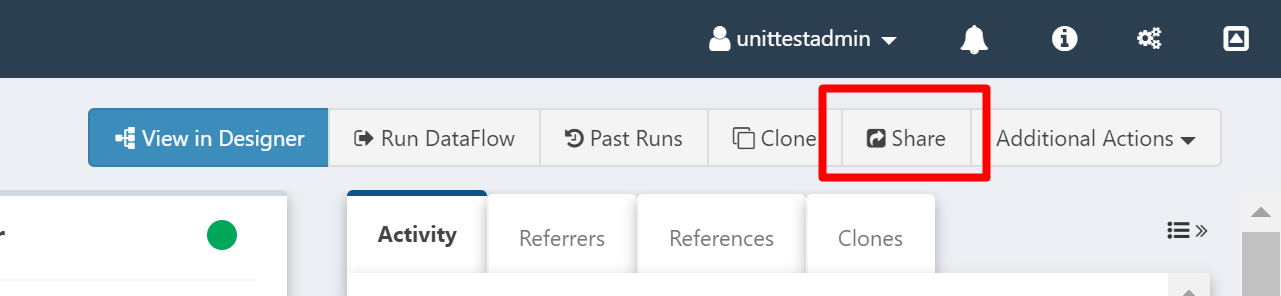 unittestadmin
View in Designer Run DataFlow Past Runs Clone Share Additional Actions
r Activity Referrers References Clones